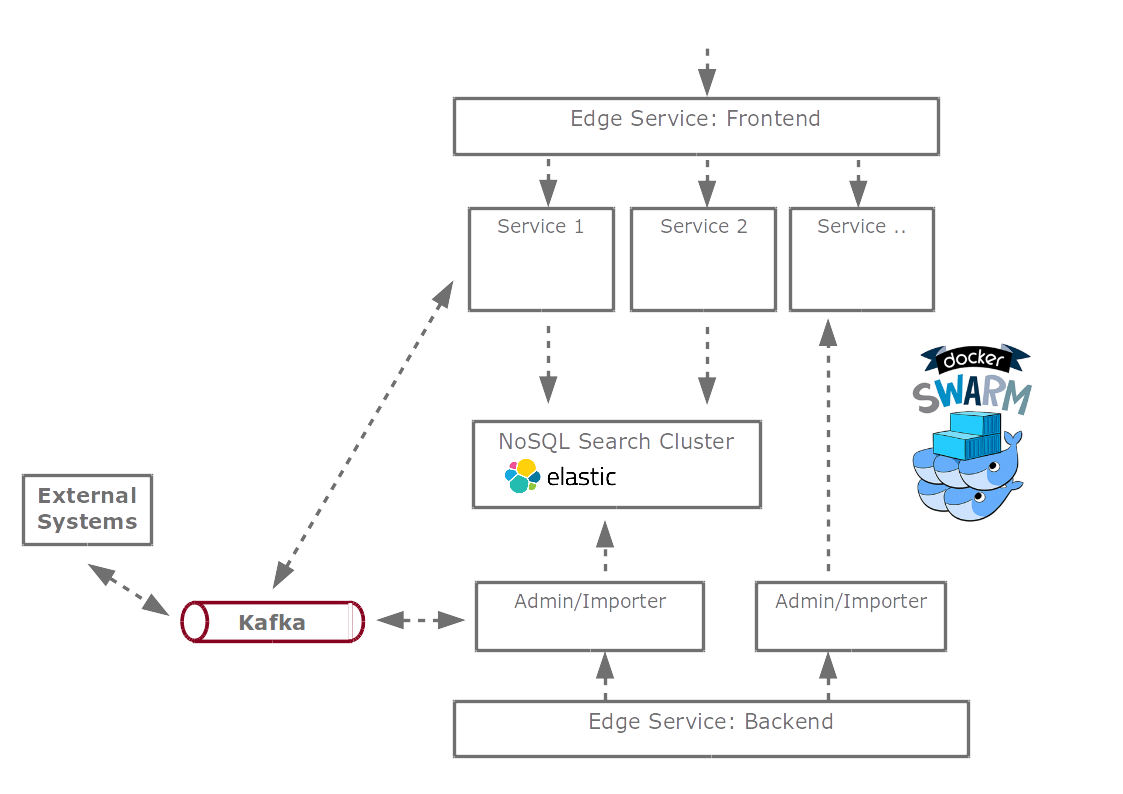 Edge Service: Frontend
Service 1
Service 2
Service ..
docker
SWARM
NoSQL Search Cluster
elastic
External
Systems
Kafka
Admin/Importer
Admin/Importer
Edge Service: Backend